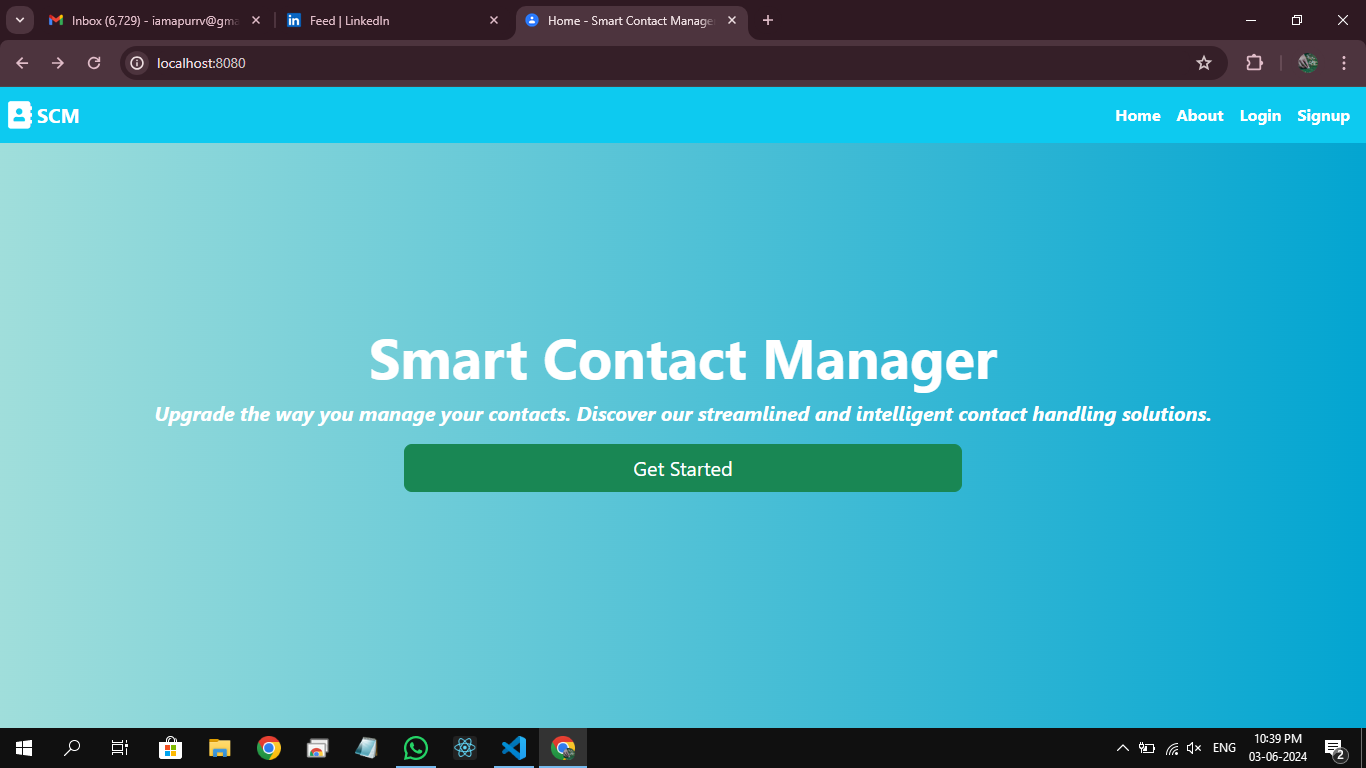 Inbox (6,729) - iamapurrv@gma
Feed | LinkedIn
Home - Smart Contact Manage
localhost:8080
SCM
Home About Login Signup
Smart Contact Manager
Upgrade the way you manage your contacts. Discover our streamlined and intelligent contact handling solutions.
Get Started
ENG
10:39 PM
03-06-2024
2